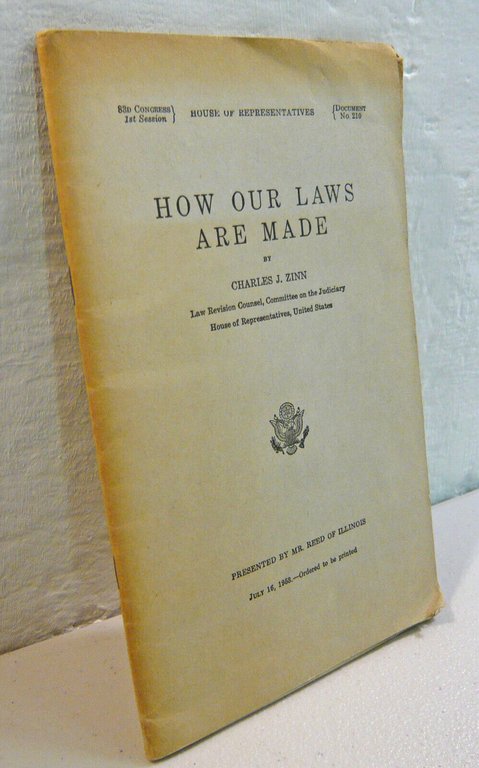 83D CONGRESS } HOUSE OF REPRESENTATIVES { DOCUMENT
1st Session } { No. 210
HOW OUR LAWS
ARE MADE
BY
CHARLES J. ZINN
Law Revision Counsel, Committee on the Judiciary
House of Representatives, United States
PRESENTED BY MR. REED OF ILLINOIS
JULY 16, 1953.—Ordered to be printed